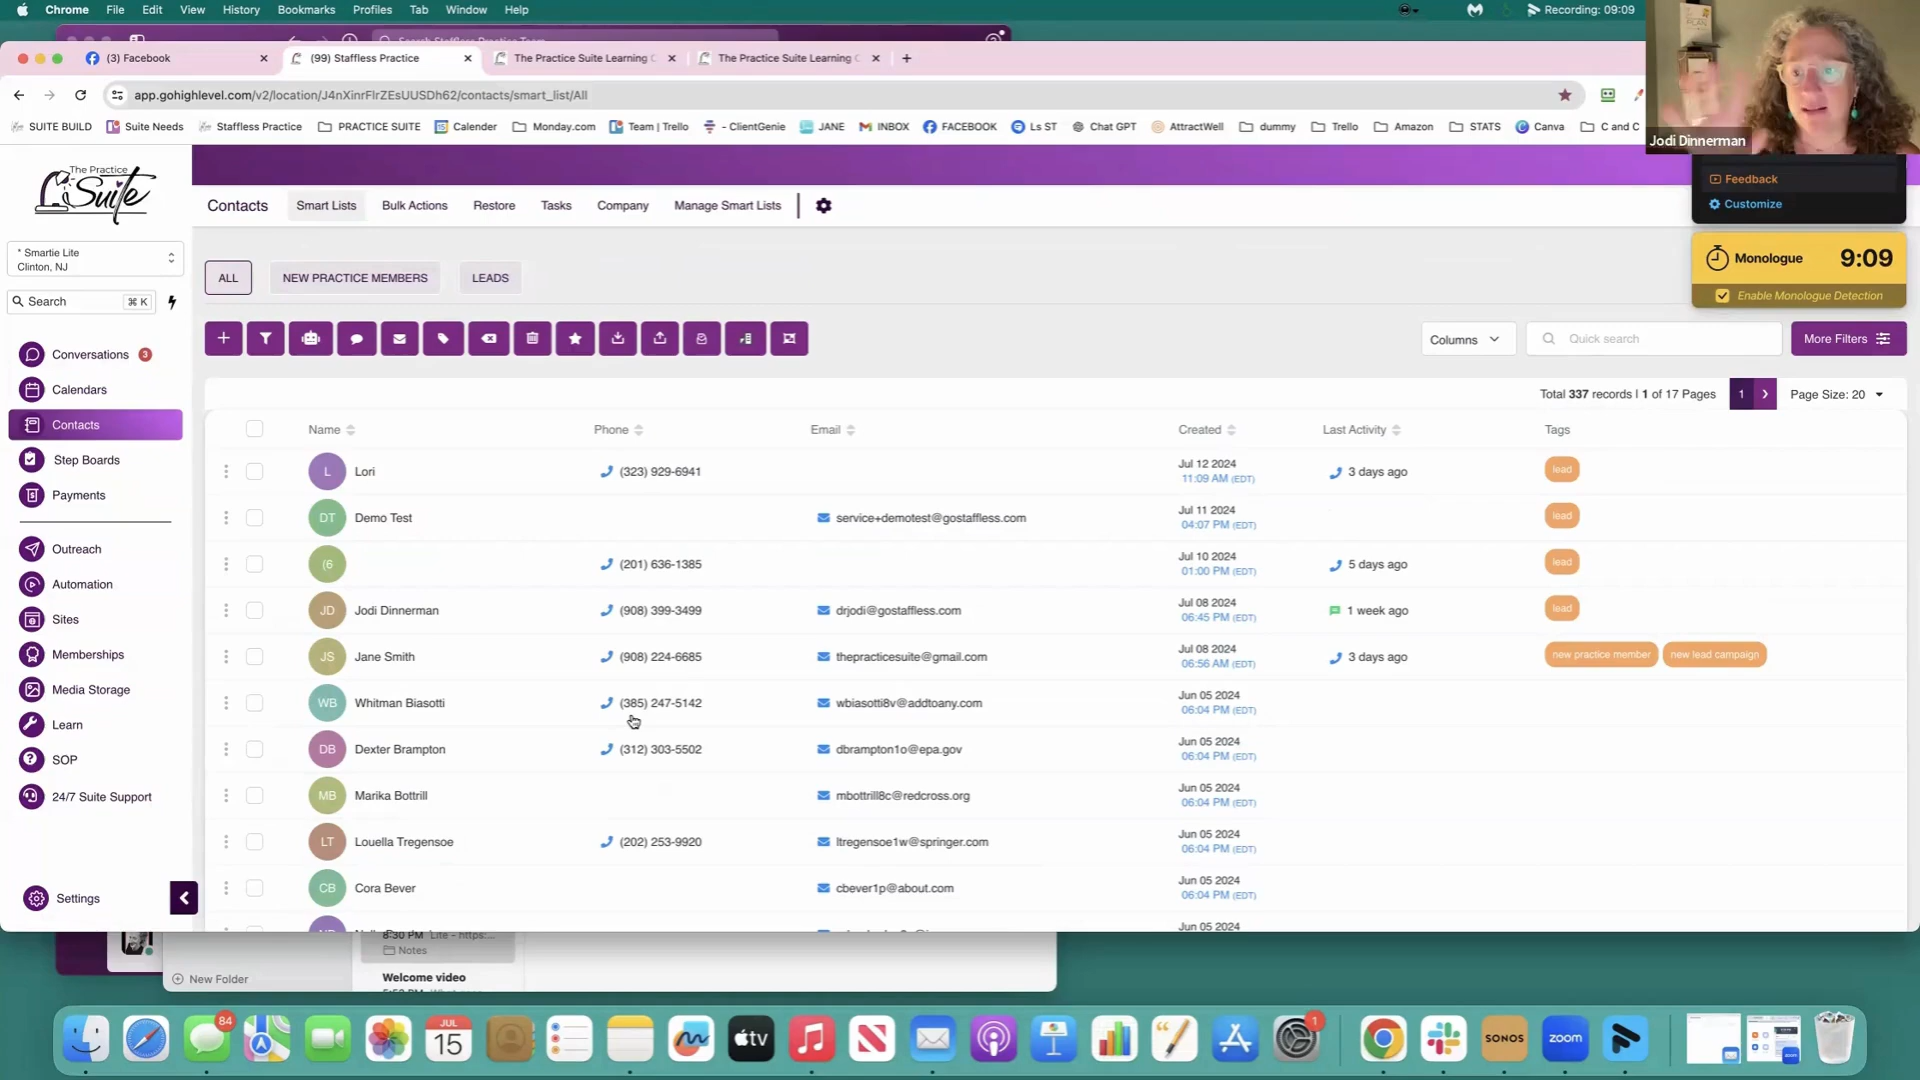 Chrome File Edit View History Bookmarks Profiles Tab Window Help Recording: 09:09
(3) Facebook (99) Staffless Practice The Practice Suite Learning The Practice Suite Learning
app.gohighlevel.com/v2/location/J4nXinrFlrZEsUUSDh62/contacts/smart_list/All
SUITE BUILD Suite Needs Staffless Practice PRACTICE SUITE Calender Monday.com Team | Trello - ClientGenie JANE INBOX FACEBOOK Ls ST Chat GPT AttractWell dummy Trello Amazon STATS Canva C and C
Jodi Dinnerman
Feedback
Customize
Monologue 9:09
Enable Monologue Detection
The Practice
Suite
* Smartie Lite
Clinton, NJ
Search ⌘ K
Conversations 3
Calendars
Contacts
Step Boards
Payments
Outreach
Automation
Sites
Memberships
Media Storage
Learn
SOP
24/7 Suite Support
Settings
Contacts Smart Lists Bulk Actions Restore Tasks Company Manage Smart Lists
ALL NEW PRACTICE MEMBERS LEADS
Columns Quick search More Filters
Total 337 records | 1 of 17 Pages 1 Page Size: 20
Name Phone Email Created Last Activity Tags
L Lori (323) 929-6941 Jul 12 2024 11:09 AM (EDT) 3 days ago lead
DT Demo Test service+demotest@gostaffless.com Jul 11 2024 04:07 PM (EDT) lead
(6 (201) 636-1385 Jul 10 2024 01:00 PM (EDT) 5 days ago lead
JD Jodi Dinnerman (908) 399-3499 drjodi@gostaffless.com Jul 08 2024 06:45 PM (EDT) 1 week ago lead
JS Jane Smith (908) 224-6685 thepracticesuite@gmail.com Jul 08 2024 06:56 AM (EDT) 3 days ago new practice member new lead campaign
WB Whitman Biasotti (385) 247-5142 wbiasotti8v@addtoany.com Jun 05 2024 06:04 PM (EDT)
DB Dexter Brampton (312) 303-5502 dbrampton1o@epa.gov Jun 05 2024 06:04 PM (EDT)
MB Marika Bottrill mbottrill8c@redcross.org Jun 05 2024 06:04 PM (EDT)
LT Louella Tregensoe (202) 253-9920 ltregensoe1w@springer.com Jun 05 2024 06:04 PM (EDT)
CB Cora Bever cbever1p@about.com Jun 05 2024 06:04 PM (EDT)
Jun 05 2024
8:30 PM Lite - https:...
Notes
New Folder
Welcome video
84
JUL
15
tv
1
SONOS
zoom